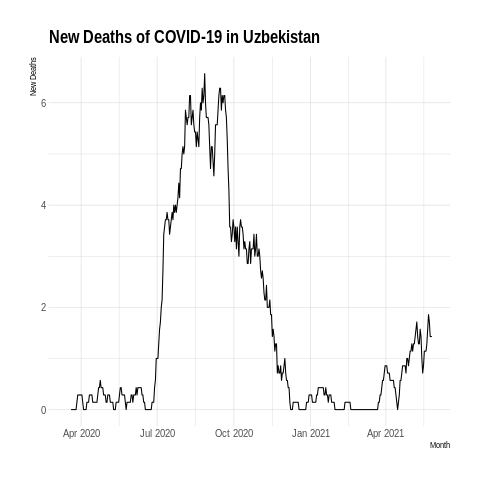 New Deaths of COVID-19 in Uzbekistan
New Deaths
6
4
2
0
Apr 2020 Jul 2020 Oct 2020 Jan 2021 Apr 2021
Month